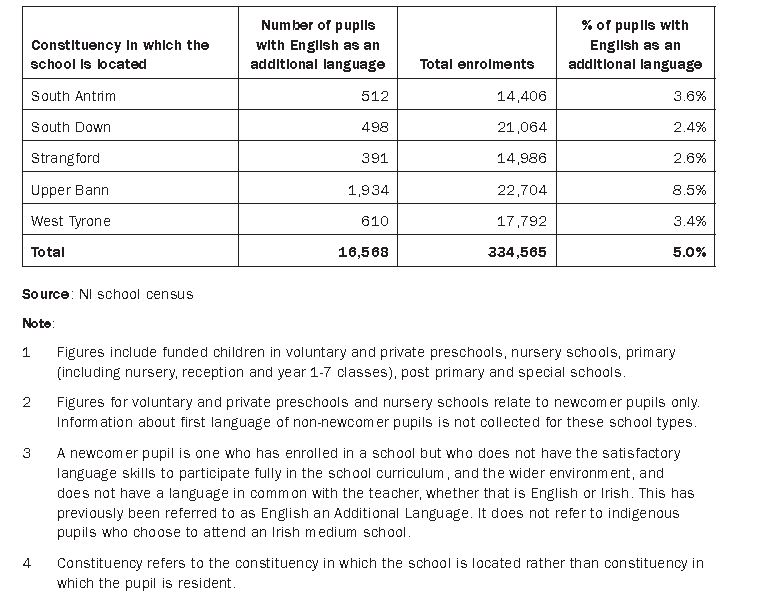 Constituency in which the school is located | Number of pupils with English as an additional language | Total enrolments | % of pupils with English as an additional language
South Antrim 512 14,406 3.6%
South Down 498 21,064 2.4%
Strangford 391 14,986 2.6%
Upper Bann 1,934 22,704 8.5%
West Tyrone 610 17,792 3.4%
Total 16,568 334,565 5.0%
Source: NI school census
Note:
1 Figures include funded children in voluntary and private preschools, nursery schools, primary
(including nursery, reception and year 1-7 classes), post primary and special schools.
2 Figures for voluntary and private preschools and nursery schools relate to newcomer pupils only.
Information about first language of non-newcomer pupils is not collected for these school types.
3 A newcomer pupil is one who has enrolled in a school but who does not have the satisfactory
language skills to participate fully in the school curriculum, and the wider environment, and
does not have a language in common with the teacher, whether that is English or Irish. This has
previously been referred to as English an Additional Language. It does not refer to indigenous
pupils who choose to attend an Irish medium school.
4 Constituency refers to the constituency in which the school is located rather than constituency in
which the pupil is resident.